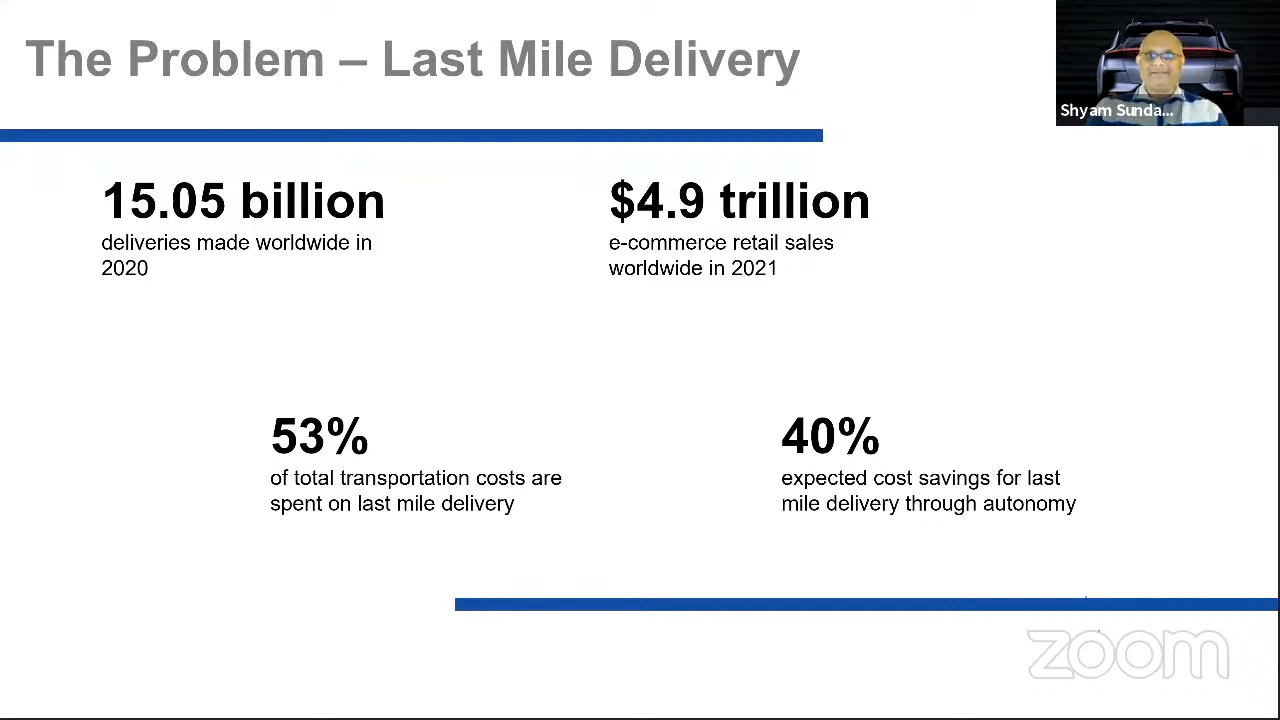 The Problem – Last Mile Delivery
Shyam Sunda...
15.05 billion
deliveries made worldwide in
2020
$4.9 trillion
e-commerce retail sales
worldwide in 2021
53%
of total transportation costs are
spent on last mile delivery
40%
expected cost savings for last
mile delivery through autonomy
zoom